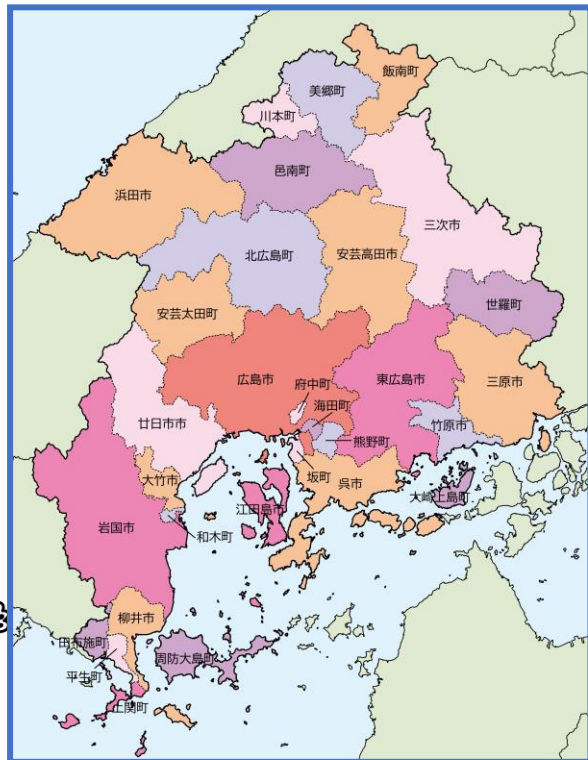 飯南町
美郷町
川本町
邑南町
浜田市
三次市
北広島町
安芸高田市
世羅町
安芸太田町
広島市
府中町
東広島市
三原市
海田町
竹原市
廿日市市
熊野町
坂町
呉市
大竹市
大崎上島町
江田島市
岩国市
和木町
柳井市
田布施町
周防大島町
平生町
上関町